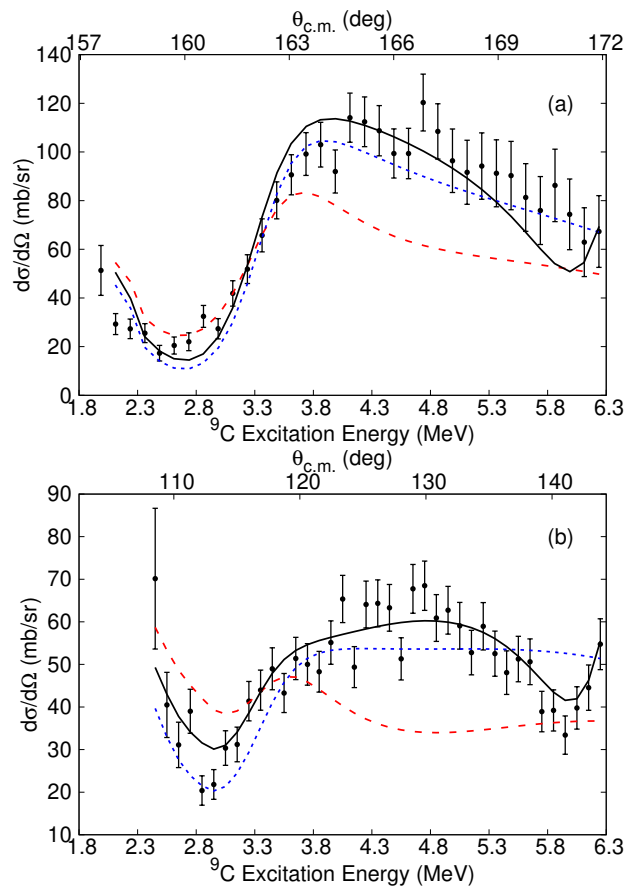 θc.m. (deg)
157 160 163 166 169 172
140
120
100
80
60
40
20
0
dσ/dΩ (mb/sr)
(a)
1.8 2.3 2.8 3.3 3.8 4.3 4.8 5.3 5.8 6.3
⁹C Excitation Energy (MeV)
θc.m. (deg)
110 120 130 140
90
80
70
60
50
40
30
20
10
dσ/dΩ (mb/sr)
(b)
1.8 2.3 2.8 3.3 3.8 4.3 4.8 5.3 5.8 6.3
⁹C Excitation Energy (MeV)